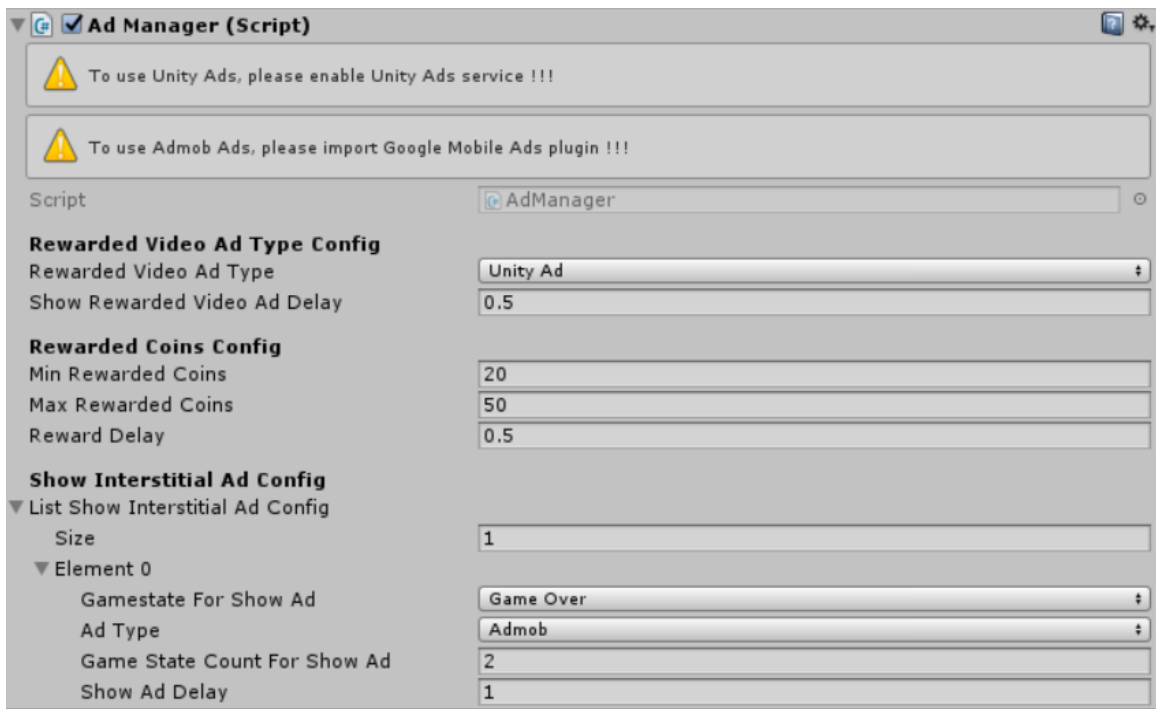 Ad Manager (Script)
To use Unity Ads, please enable Unity Ads service !!!
To use Admob Ads, please import Google Mobile Ads plugin !!!
Script AdManager
Rewarded Video Ad Type Config
Rewarded Video Ad Type Unity Ad
Show Rewarded Video Ad Delay 0.5
Rewarded Coins Config
Min Rewarded Coins 20
Max Rewarded Coins 50
Reward Delay 0.5
Show Interstitial Ad Config
List Show Interstitial Ad Config
Size 1
Element 0
Gamestate For Show Ad Game Over
Ad Type Admob
Game State Count For Show Ad 2
Show Ad Delay 1